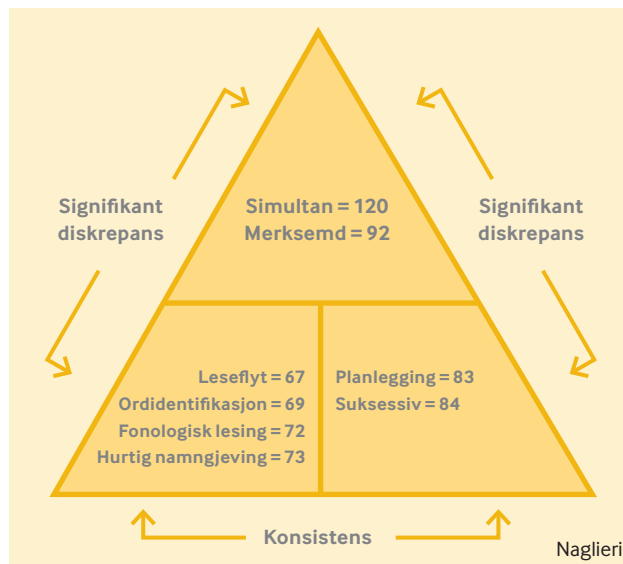 Signifikant
diskrepans
Simultan = 120
Merksemd = 92
Signifikant
diskrepans
Leseflyt = 67
Ordidentifikasjon = 69
Fonologisk lesing = 72
Hurtig namngjeving = 73
Planlegging = 83
Suksessiv = 84
Konsistens
Naglieri